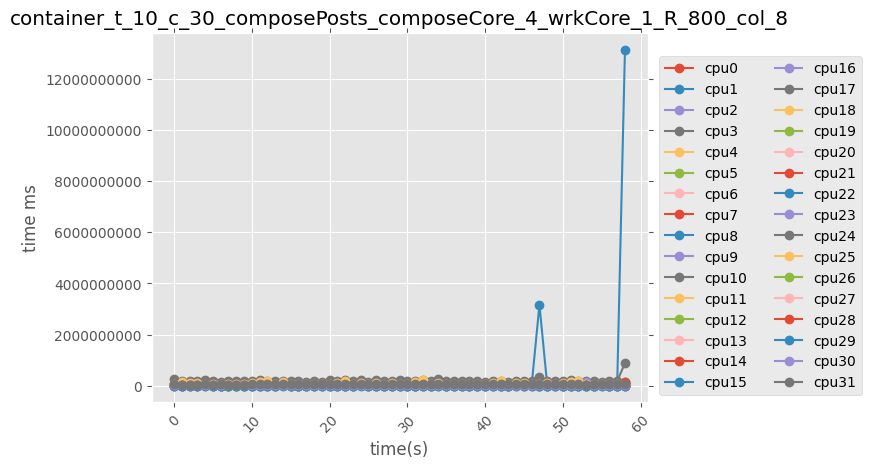 container_t_10_c_30_composePosts_composeCore_4_wrkCore_1_R_800_col_8
time ms
12000000000
10000000000
8000000000
6000000000
4000000000
2000000000
0
0
10
20
30
40
50
60
time(s)
cpu0
cpu1
cpu2
cpu3
cpu4
cpu5
cpu6
cpu7
cpu8
cpu9
cpu10
cpu11
cpu12
cpu13
cpu14
cpu15
cpu16
cpu17
cpu18
cpu19
cpu20
cpu21
cpu22
cpu23
cpu24
cpu25
cpu26
cpu27
cpu28
cpu29
cpu30
cpu31